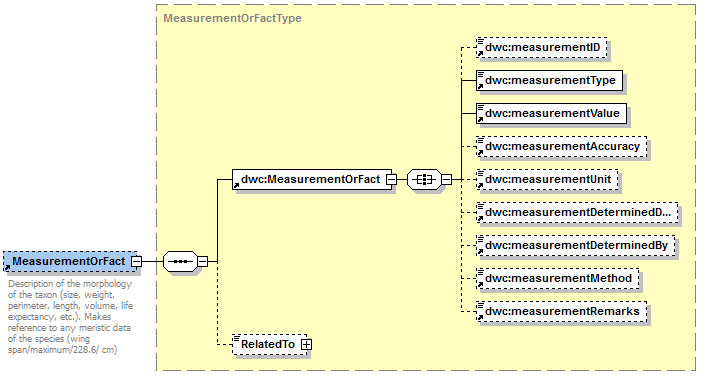 MeasurementOrFactType
dwc:measurementID
dwc:measurementType
dwc:measurementValue
dwc:measurementAccuracy
dwc:MeasurementOrFact
dwc:measurementUnit
dwc:measurementDeterminedD...
dwc:measurementDeterminedBy
MeasurementOrFact
dwc:measurementMethod
Description of the morphology
of the taxon (size, weight,
perimeter, length, volume, life
expectancy, etc.). Makes
reference to any meristic data
of the species (wing
span/maximum/228.6/ cm)
dwc:measurementRemarks
RelatedTo